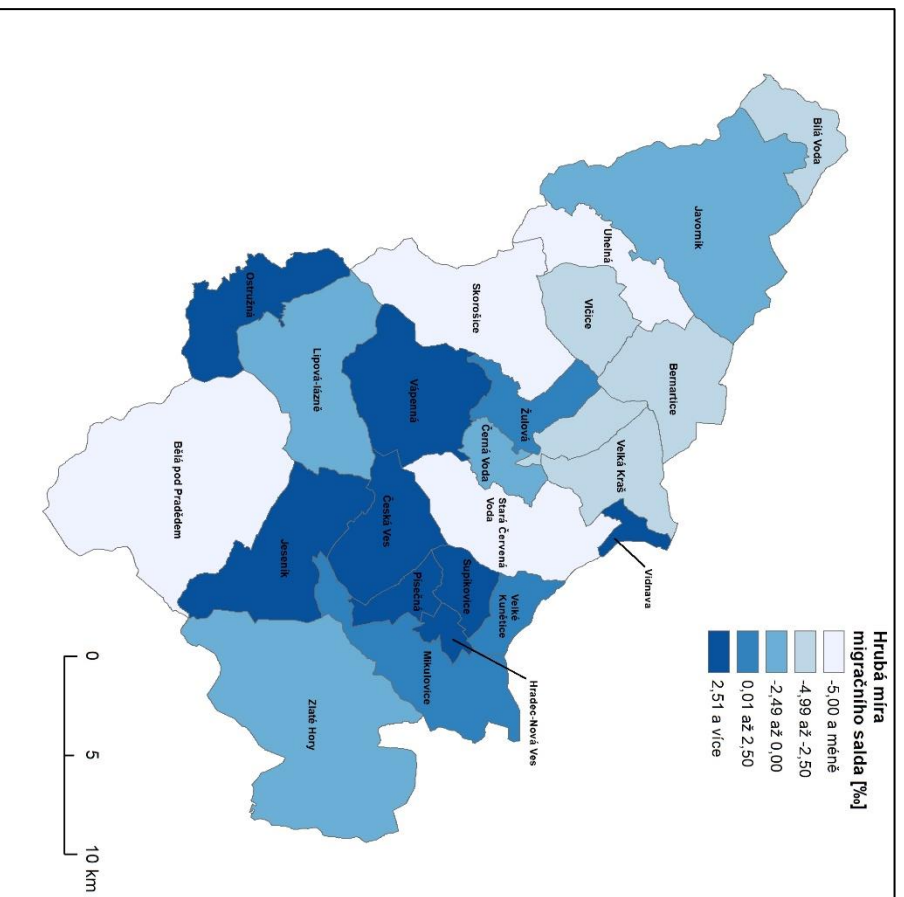 Hrubá míra
migračního salda [‰]
-5,00 a méně
-4,99 až -2,50
-2,49 až 0,00
0,01 až 2,50
2,51 a více
Bílá Voda
Javorník
Uhelná
Vlčice
Bernartice
Skorošice
Žulová
Velká Kraš
Vidnava
Černá Voda
Stará Červená
Voda
Vápenná
Ostružná
Lipová-lázně
Česká Ves
Supíkovice
Velké
Kunětice
Písečná
Hradec-Nová Ves
Mikulovice
Jeseník
Bělá pod Pradědem
Zlaté Hory
0
5
10 km